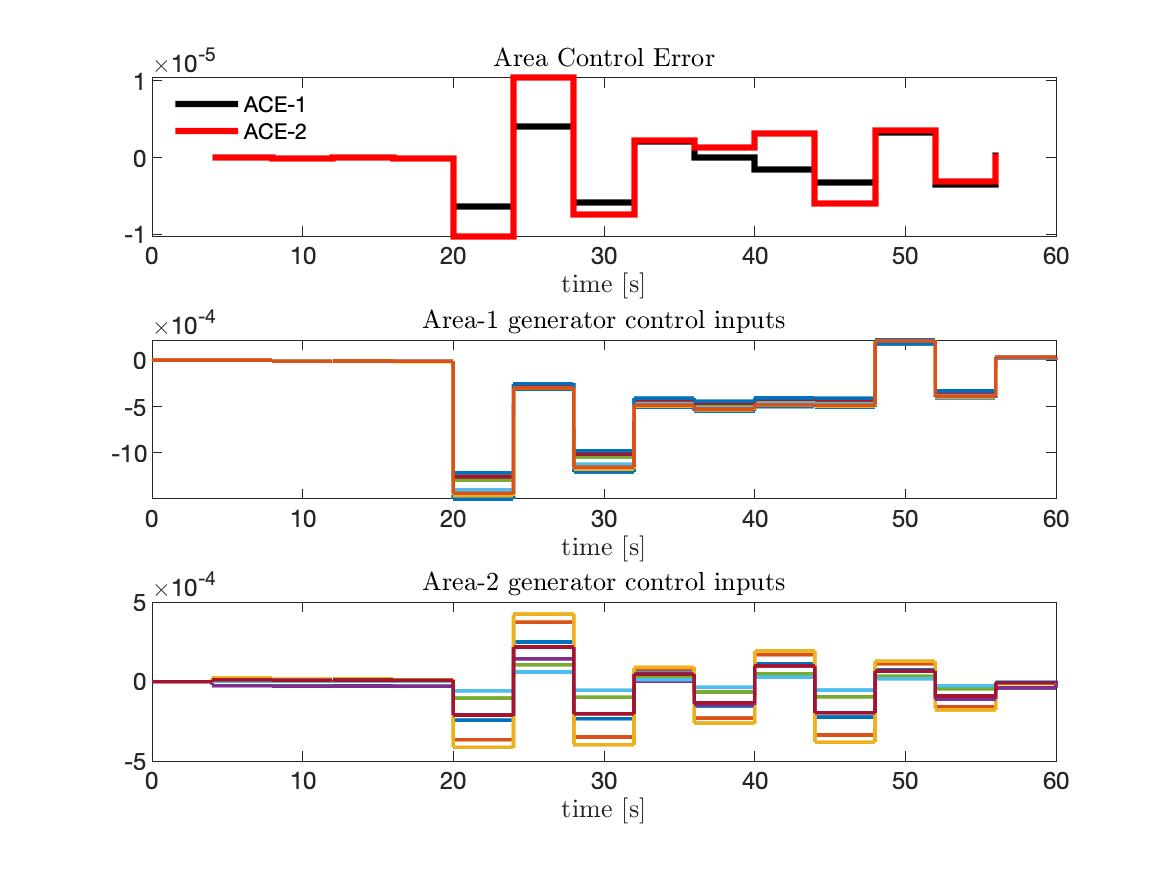 Area Control Error
×10-5
1
0
-1
ACE-1
ACE-2
0 10 20 30 40 50 60
time [s]
Area-1 generator control inputs
×10-4
0
-5
-10
0 10 20 30 40 50 60
time [s]
Area-2 generator control inputs
×10-4
5
0
-5
0 10 20 30 40 50 60
time [s]